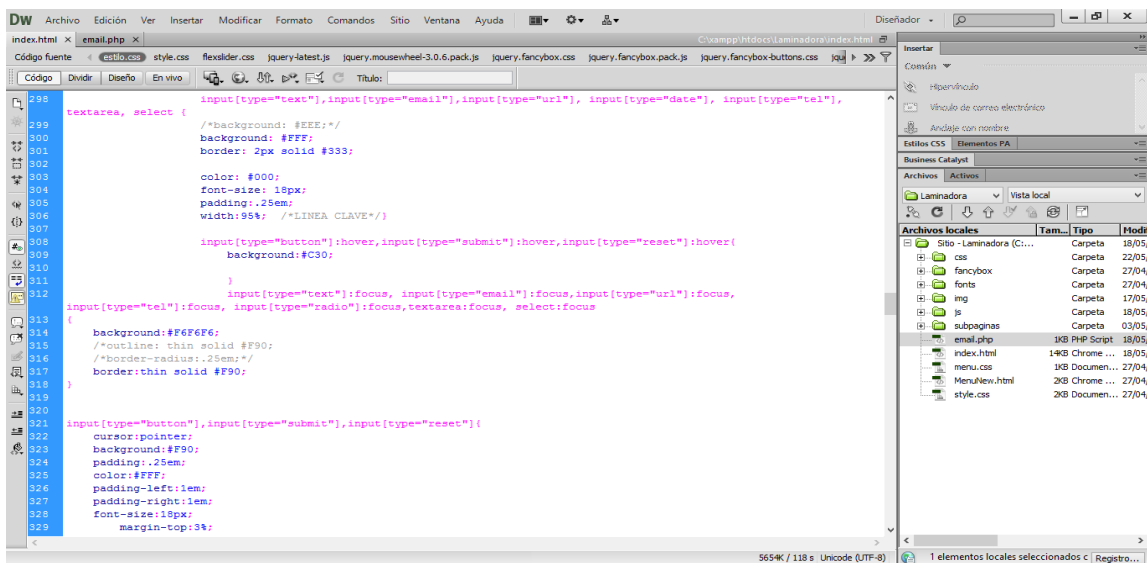 DW Archivo Edición Ver Insertar Modificar Formato Comandos Sitio Ventana Ayuda Diseñador
index.html × email.php × C:\xampp\htdocs\Laminadora\index.html
Código fuente estilo.css style.css flexslider.css jquery-latest.js jquery.mousewheel-3.0.6.pack.js jquery.fancybox.css jquery.fancybox.pack.js jquery.fancybox-buttons.css jqu
Código Dividir Diseño En vivo Título:
298 input[type="text"],input[type="email"],input[type="url"], input[type="date"], input[type="tel"],
textarea, select {
299 /*background: #EEE;*/
300 background: #FFF;
301 border: 2px solid #333;
302
303 color: #000;
304 font-size: 18px;
305 padding:.25em;
306 width:95%; /*LINEA CLAVE*/}
307
308 input[type="button"]:hover,input[type="submit"]:hover,input[type="reset"]:hover{
309 background:#C30;
310
311 }
312 input[type="text"]:focus, input[type="email"]:focus,input[type="url"]:focus,
input[type="tel"]:focus, input[type="radio"]:focus,textarea:focus, select:focus
313 {
314 background:#F6F6F6;
315 /*outline: thin solid #F90;
316 /*border-radius:.25em;*/
317 border:thin solid #F90;
318 }
319
320
321 input[type="button"],input[type="submit"],input[type="reset"]{
322 cursor:pointer;
323 background:#F90;
324 padding:.25em;
325 color:#FFF;
326 padding-left:1em;
327 padding-right:1em;
328 font-size:18px;
329 margin-top:3%;
5654K / 118 s Unicode (UTF-8)
Insertar
Común
Hipervínculo
Vínculo de correo electrónico
Anclaje con nombre
Estilos CSS Elementos PA
Business Catalyst
Archivos Activos
Laminadora Vista local
Archivos locales Tam... Tipo Modif
Sitio - Laminadora (C:... Carpeta 18/05,
css Carpeta 22/05,
fancybox Carpeta 27/04,
fonts Carpeta 27/04,
img Carpeta 17/05,
js Carpeta 18/05,
subpaginas Carpeta 03/05,
email.php 1KB PHP Script 18/05,
index.html 14KB Chrome ... 18/05,
menu.css 1KB Documen... 27/04,
MenuNew.html 2KB Chrome ... 27/04,
style.css 2KB Documen... 27/04,
1 elementos locales seleccionados c Registro...